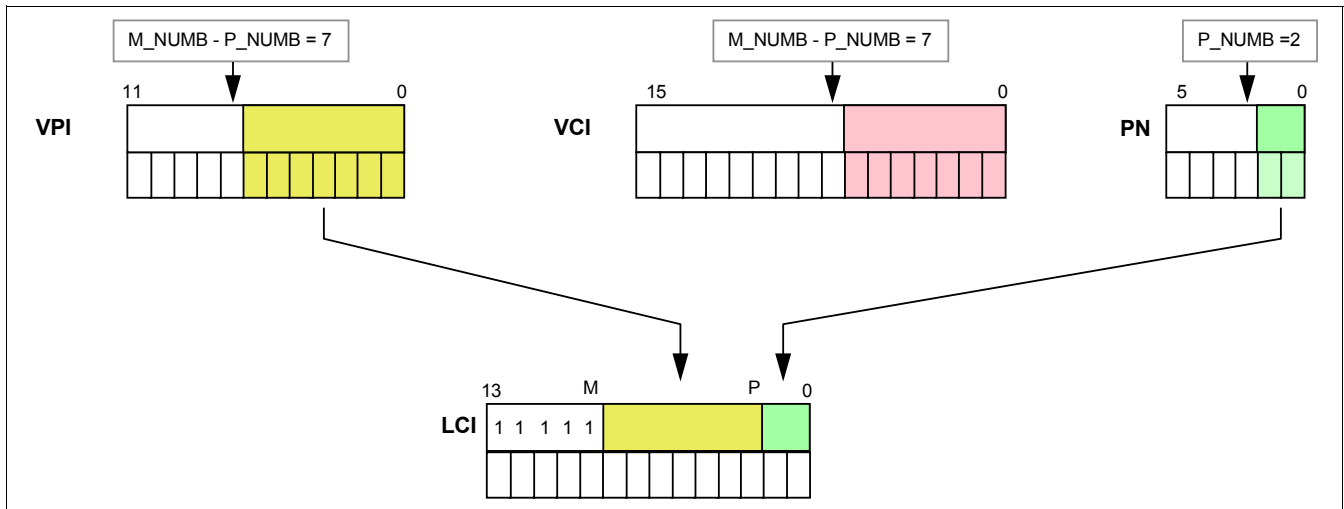 M_NUMB - P_NUMB = 7
M_NUMB - P_NUMB = 7
P_NUMB =2
11 0
15 0
5 0
VPI
VCI
PN
13 M P 0
LCI
1 1 1 1 1